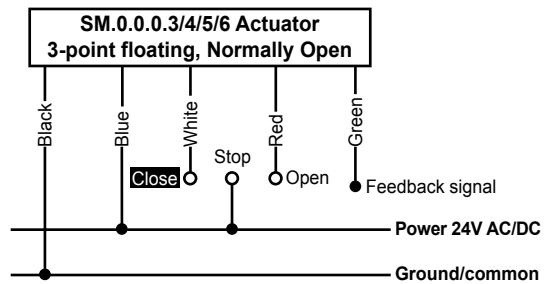 SM.0.0.0.3/4/5/6 Actuator
3-point floating, Normally Open
Black
Blue
White
Red
Green
Stop
Close
Open
Feedback signal
Power 24V AC/DC
Ground/common